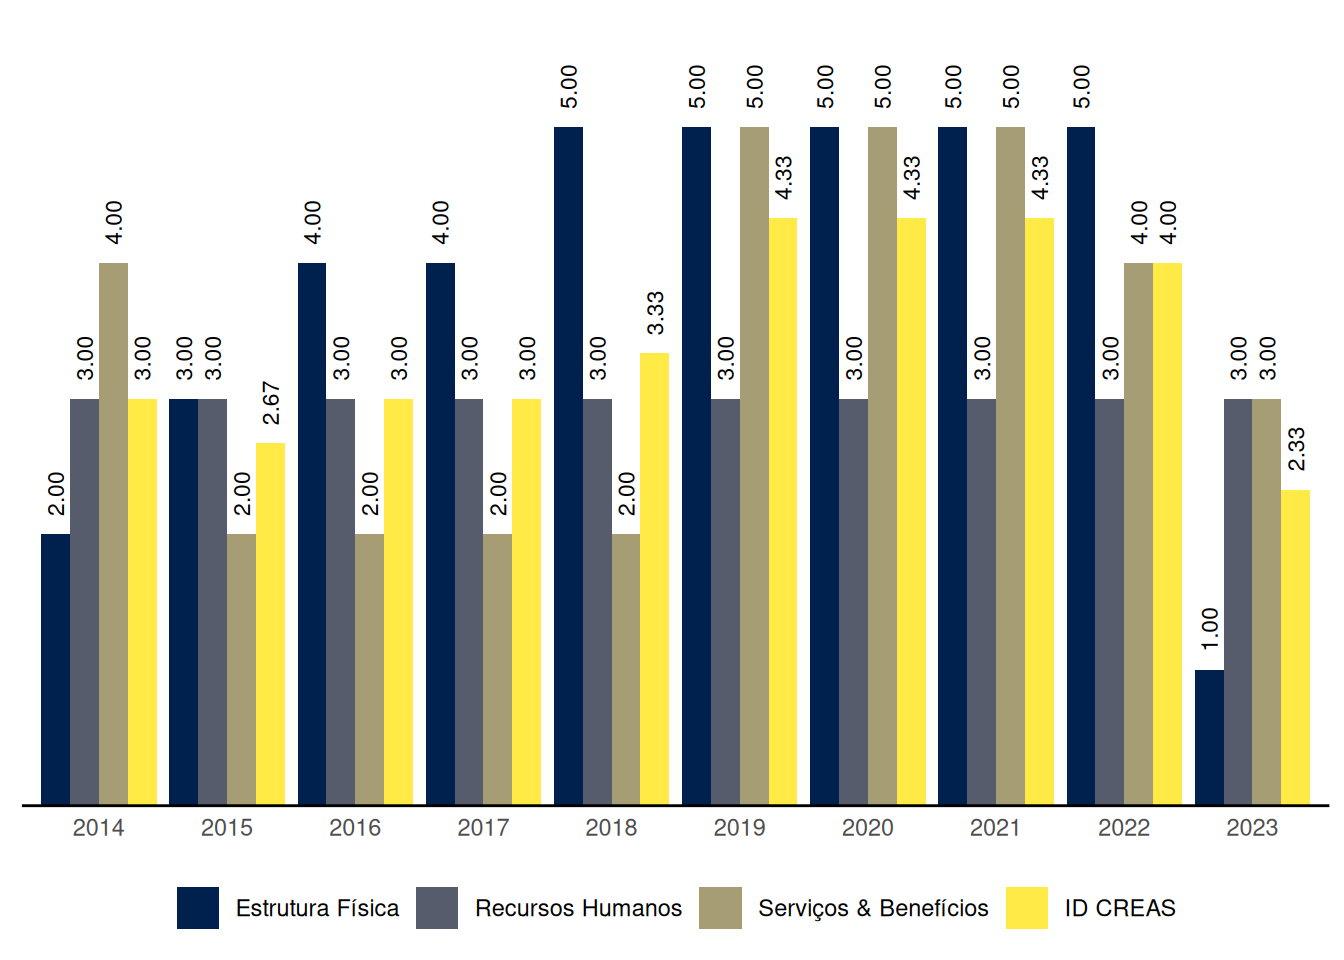 5.00 5.00 5.00 5.00 5.00 5.00 5.00 5.00
4.33 4.33 4.33
4.00 4.00 4.00 4.00 4.00
3.33
3.00 3.00 3.00 3.00 3.00 3.00 3.00 3.00 3.00 3.00 3.00 3.00 3.00 3.00 3.00
2.67
2.33
2.00 2.00 2.00 2.00 2.00
1.00
2014 2015 2016 2017 2018 2019 2020 2021 2022 2023
Estrutura Física Recursos Humanos Serviços & Benefícios ID CREAS